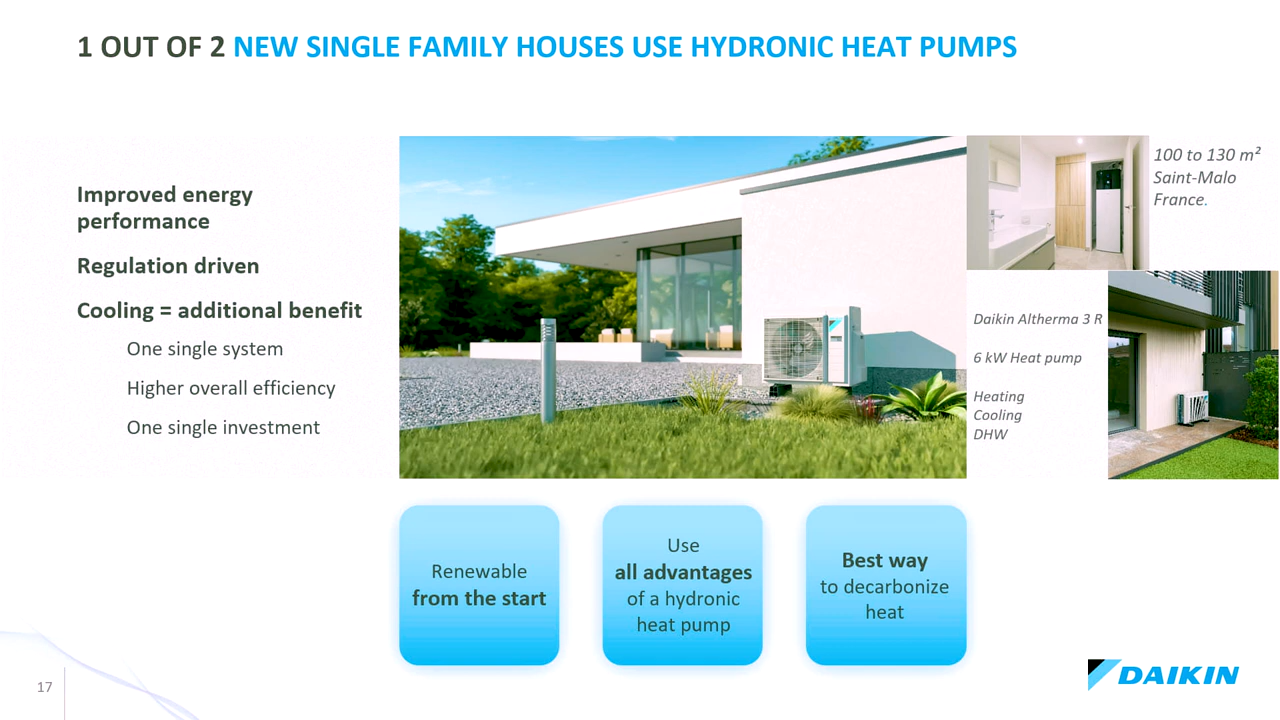 1 OUT OF 2 NEW SINGLE FAMILY HOUSES USE HYDRONIC HEAT PUMPS
Improved energy
performance
Regulation driven
Cooling = additional benefit
One single system
Higher overall efficiency
One single investment
100 to 130 m²
Saint-Malo
France.
Daikin Altherma 3 R
6 kW Heat pump
Heating
Cooling
DHW
Renewable
from the start
Use
all advantages
of a hydronic
heat pump
Best way
to decarbonize
heat
17
DAIKIN